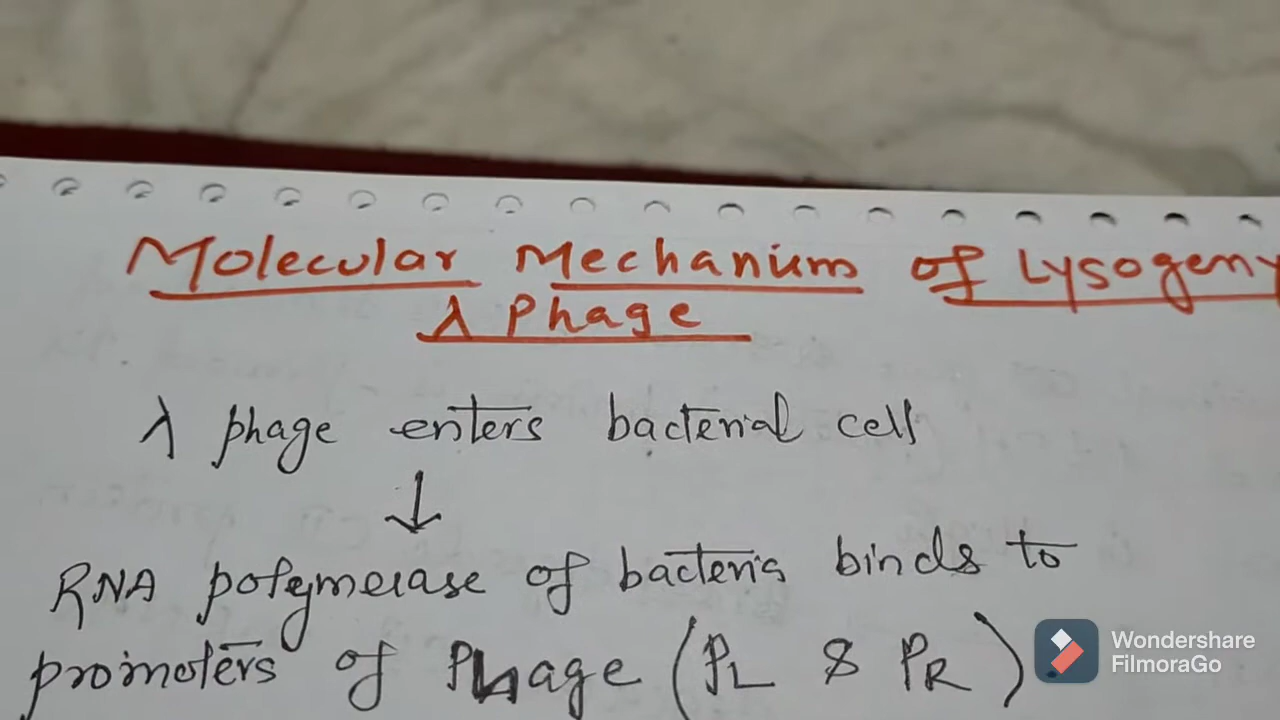 Molecular Mechanism of Lysogeny
λ Phage
λ phage enters bacterial cell
↓
RNA polymerase of bacteria binds to
promoters of Phage (PL & PR)
Wondershare
FilmoraGo